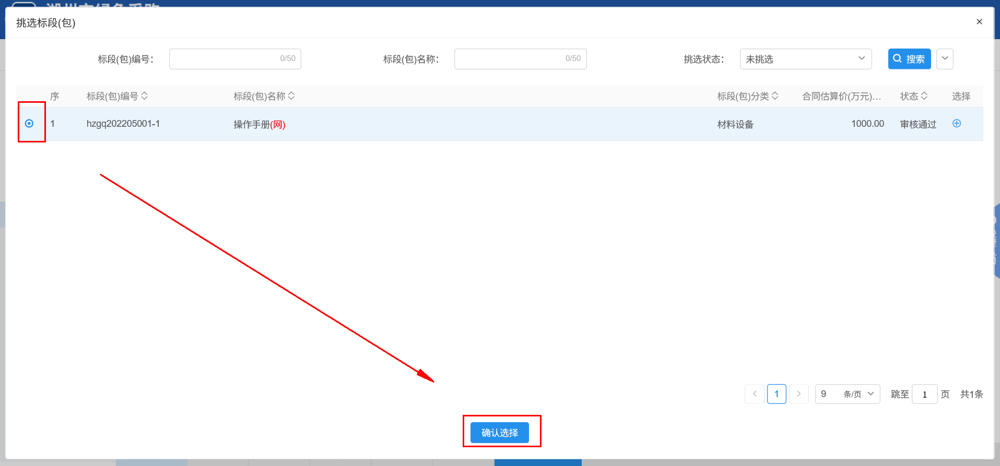 挑选标段(包)
×
标段(包)编号： 0/50 标段(包)名称： 0/50 挑选状态： 未挑选 搜索
序 标段(包)编号 标段(包)名称 标段(包)分类 合同估算价(万元)... 状态 选择
1 hzgq202205001-1 操作手册(网) 材料设备 1000.00 审核通过
1 9 条/页 跳至 1 页 共1条
确认选择